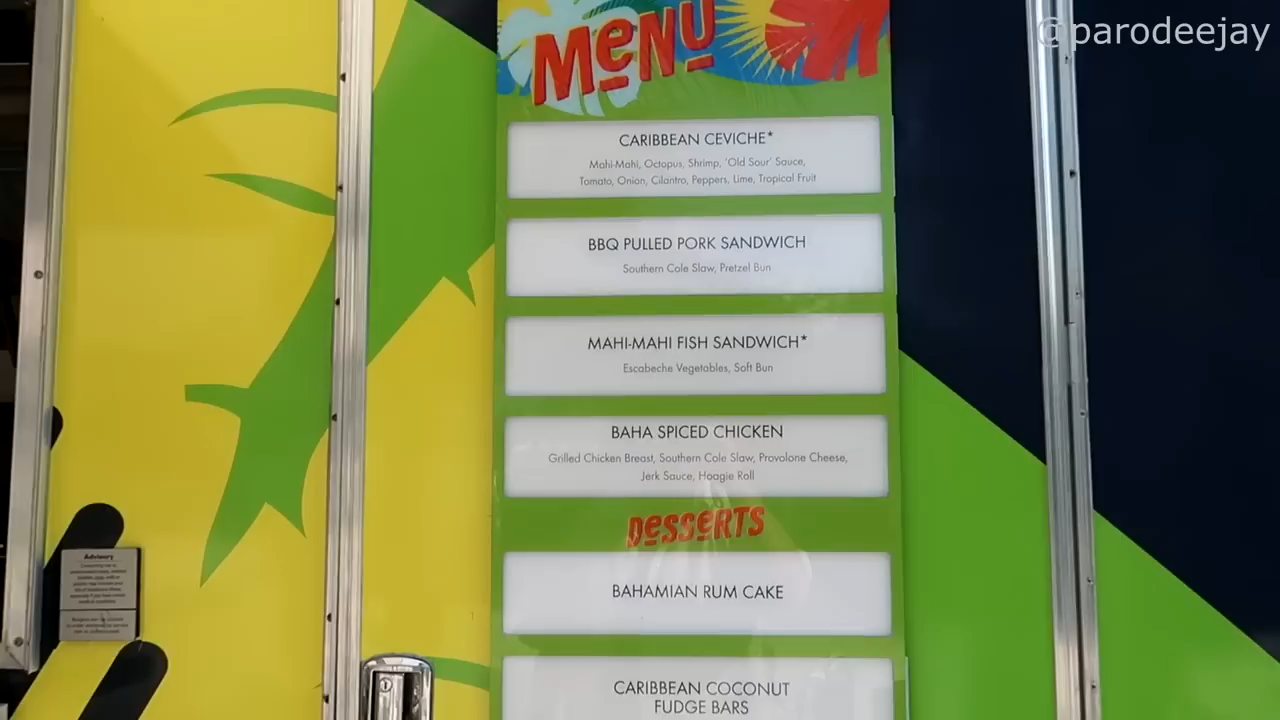 @parodeejay
MeNU
CARIBBEAN CEVICHE*
Mahi-Mahi, Octopus, Shrimp, 'Old Sour' Sauce,
Tomato, Onion, Cilantro, Peppers, Lime, Tropical Fruit
BBQ PULLED PORK SANDWICH
Southern Cole Slaw, Pretzel Bun
MAHI-MAHI FISH SANDWICH*
Escabeche Vegetables, Soft Bun
BAHA SPICED CHICKEN
Grilled Chicken Breast, Southern Cole Slaw, Provolone Cheese,
Jerk Sauce, Hoagie Roll
DeSSeRTS
BAHAMIAN RUM CAKE
CARIBBEAN COCONUT
FUDGE BARS
Advisory